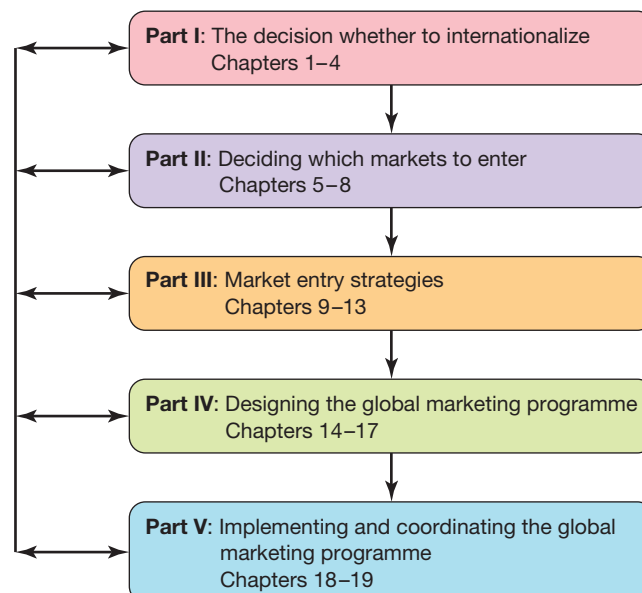 Part I: The decision whether to internationalize
Chapters 1–4
Part II: Deciding which markets to enter
Chapters 5–8
Part III: Market entry strategies
Chapters 9–13
Part IV: Designing the global marketing programme
Chapters 14–17
Part V: Implementing and coordinating the global
marketing programme
Chapters 18–19